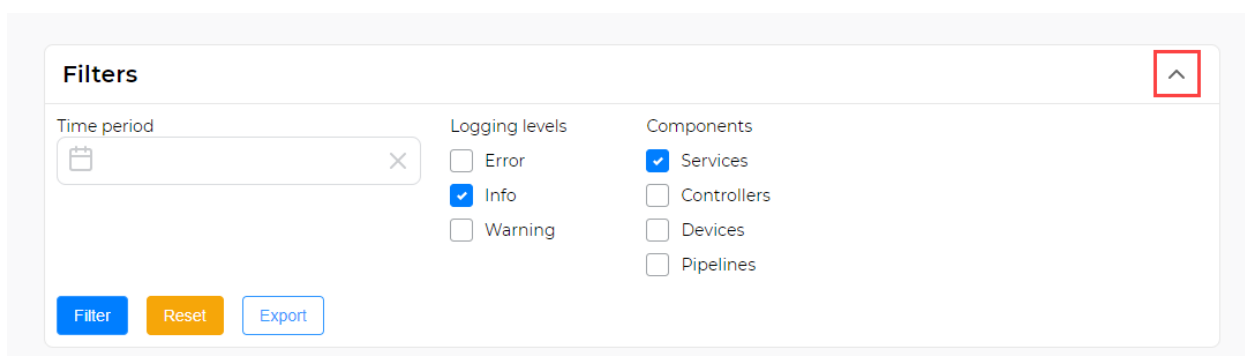 Filters
Time period
Logging levels
Components
Error
Services
Info
Controllers
Warning
Devices
Pipelines
Filter
Reset
Export